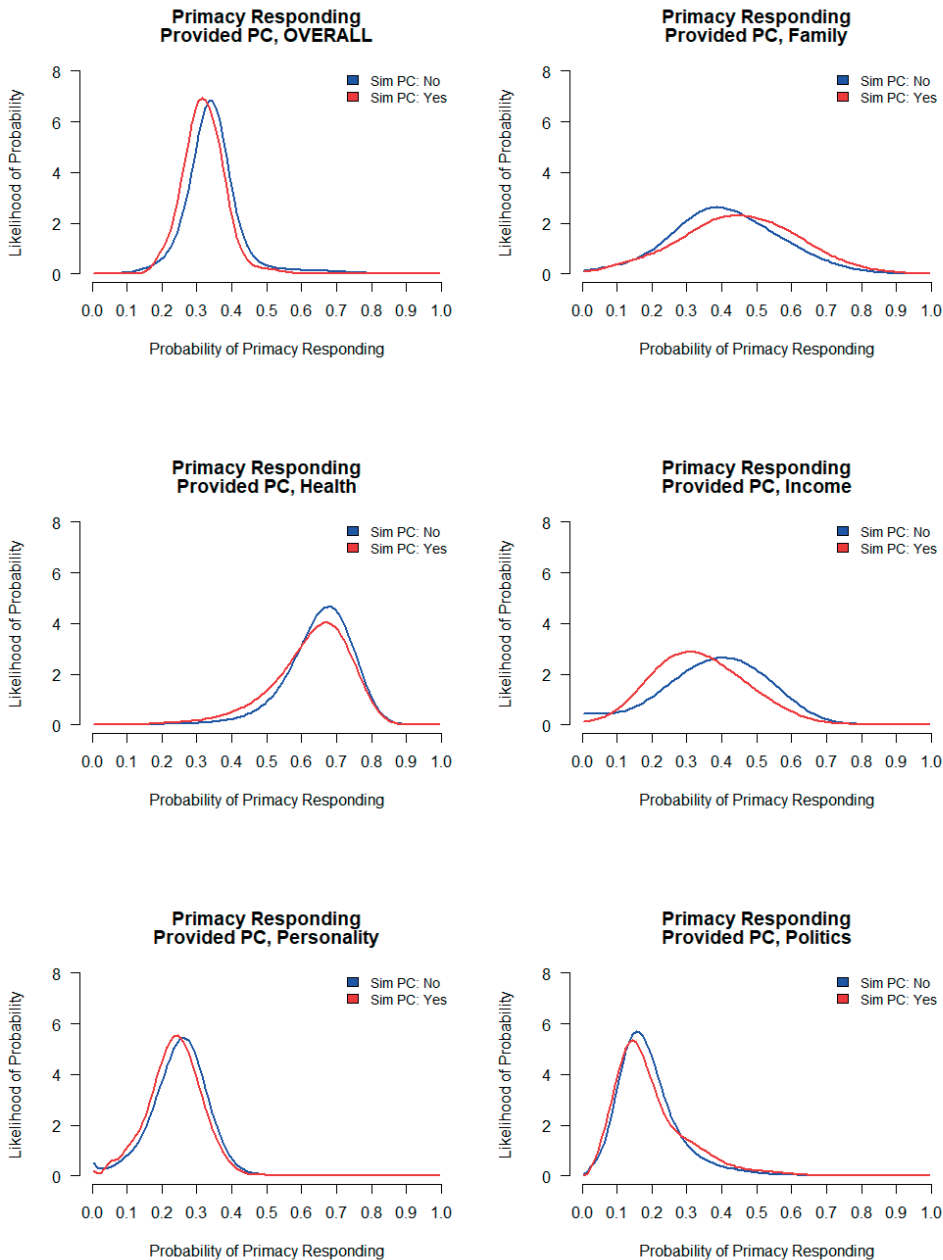 Primacy Responding
Provided PC, OVERALL
Likelihood of Probability
8
6
4
2
0
Sim PC: No
Sim PC: Yes
0.0 0.1 0.2 0.3 0.4 0.5 0.6 0.7 0.8 0.9 1.0
Probability of Primacy Responding
Primacy Responding
Provided PC, Family
Likelihood of Probability
8
6
4
2
0
Sim PC: No
Sim PC: Yes
0.0 0.1 0.2 0.3 0.4 0.5 0.6 0.7 0.8 0.9 1.0
Probability of Primacy Responding
Primacy Responding
Provided PC, Health
Likelihood of Probability
8
6
4
2
0
Sim PC: No
Sim PC: Yes
0.0 0.1 0.2 0.3 0.4 0.5 0.6 0.7 0.8 0.9 1.0
Probability of Primacy Responding
Primacy Responding
Provided PC, Income
Likelihood of Probability
8
6
4
2
0
Sim PC: No
Sim PC: Yes
0.0 0.1 0.2 0.3 0.4 0.5 0.6 0.7 0.8 0.9 1.0
Probability of Primacy Responding
Primacy Responding
Provided PC, Personality
Likelihood of Probability
8
6
4
2
0
Sim PC: No
Sim PC: Yes
0.0 0.1 0.2 0.3 0.4 0.5 0.6 0.7 0.8 0.9 1.0
Probability of Primacy Responding
Primacy Responding
Provided PC, Politics
Likelihood of Probability
8
6
4
2
0
Sim PC: No
Sim PC: Yes
0.0 0.1 0.2 0.3 0.4 0.5 0.6 0.7 0.8 0.9 1.0
Probability of Primacy Responding